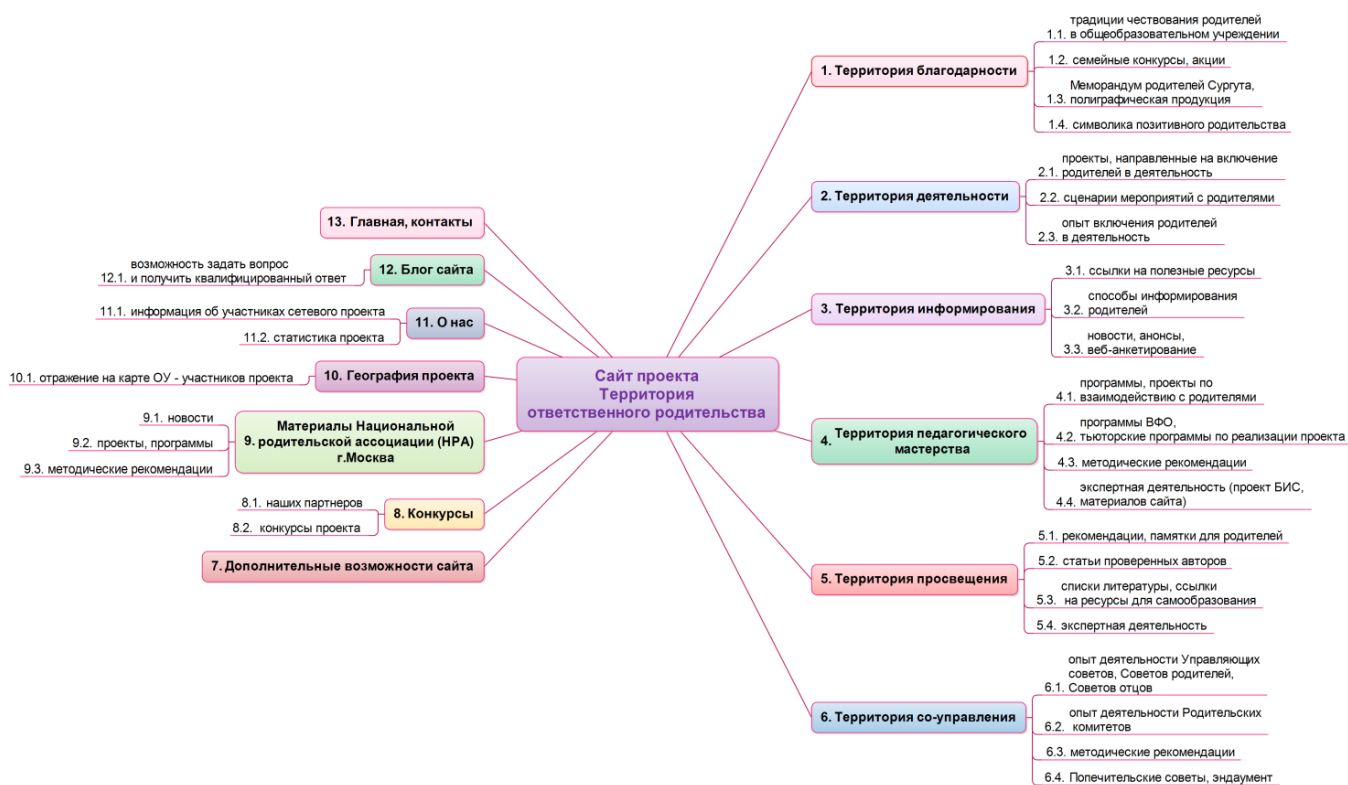 Сайт проекта
Территория
ответственного родительства
1. Территория благодарности
традиции чествования родителей
1.1. в общеобразовательном учреждении
1.2. семейные конкурсы, акции
Меморандум родителей Сургута,
1.3. полиграфическая продукция
1.4. символика позитивного родительства
2. Территория деятельности
проекты, направленные на включение
2.1. родителей в деятельность
2.2. сценарии мероприятий с родителями
опыт включения родителей
2.3. в деятельность
3. Территория информирования
3.1. ссылки на полезные ресурсы
способы информирования
3.2. родителей
новости, анонсы,
3.3. веб-анкетирование
4. Территория педагогического
мастерства
программы, проекты по
4.1. взаимодействию с родителями
программы ВФО,
4.2. тьюторские программы по реализации проекта
4.3. методические рекомендации
экспертная деятельность (проект БИС,
4.4. материалов сайта)
5. Территория просвещения
5.1. рекомендации, памятки для родителей
5.2. статьи проверенных авторов
списки литературы, ссылки
5.3. на ресурсы для самообразования
5.4. экспертная деятельность
6. Территория со-управления
опыт деятельности Управляющих
советов, Советов родителей,
6.1. Советов отцов
опыт деятельности Родительских
6.2. комитетов
6.3. методические рекомендации
6.4. Попечительские советы, эндаумент
7. Дополнительные возможности сайта
8. Конкурсы
8.1. наших партнеров
8.2. конкурсы проекта
Материалы Национальной
9. родительской ассоциации (НРА)
г.Москва
9.1. новости
9.2. проекты, программы
9.3. методические рекомендации
10. География проекта
10.1. отражение на карте ОУ - участников проекта
11. О нас
11.1. информация об участниках сетевого проекта
11.2. статистика проекта
12. Блог сайта
возможность задать вопрос
12.1. и получить квалифицированный ответ
13. Главная, контакты